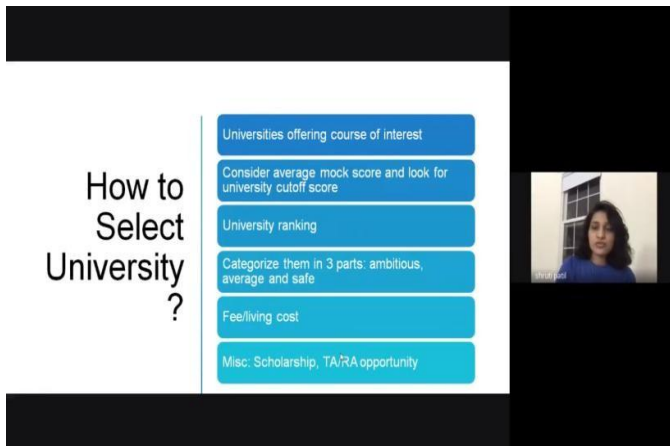 How to
Select
University
?
Universities offering course of interest
Consider average mock score and look for
university cutoff score
University ranking
Categorize them in 3 parts: ambitious,
average and safe
Fee/living cost
Misc: Scholarship, TA/RA opportunity
shruti patil